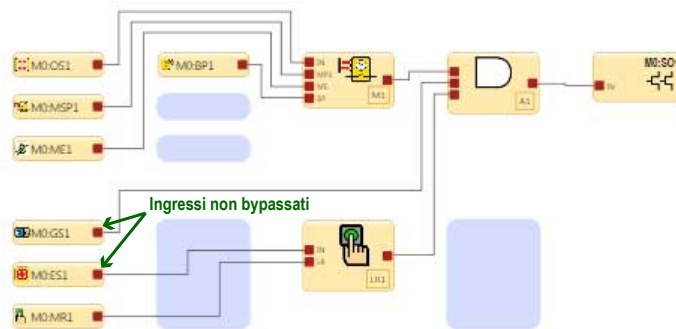 M0:OS1
M0:BP1
IN
MP1
ME
BP
M1
A1
M0:SO
IN
M0:MSP1
M0:ME1
Ingressi non bypassati
M0:GS1
M0:ES1
IN
LR
LR1
M0:MR1